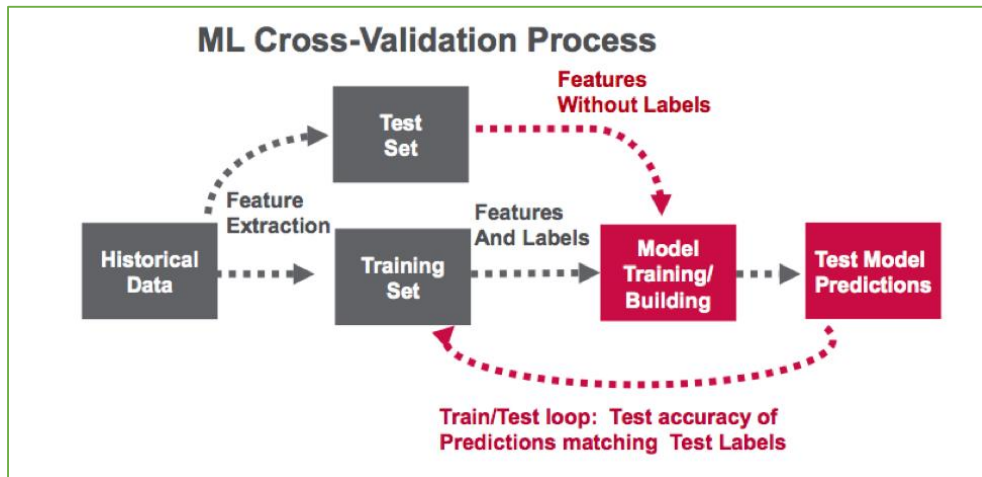 ML Cross-Validation Process
Features
Without Labels
Test
Set
Feature
Extraction
Features
And Labels
Historical
Data
Training
Set
Model
Training/
Building
Test Model
Predictions
Train/Test loop: Test accuracy of
Predictions matching Test Labels